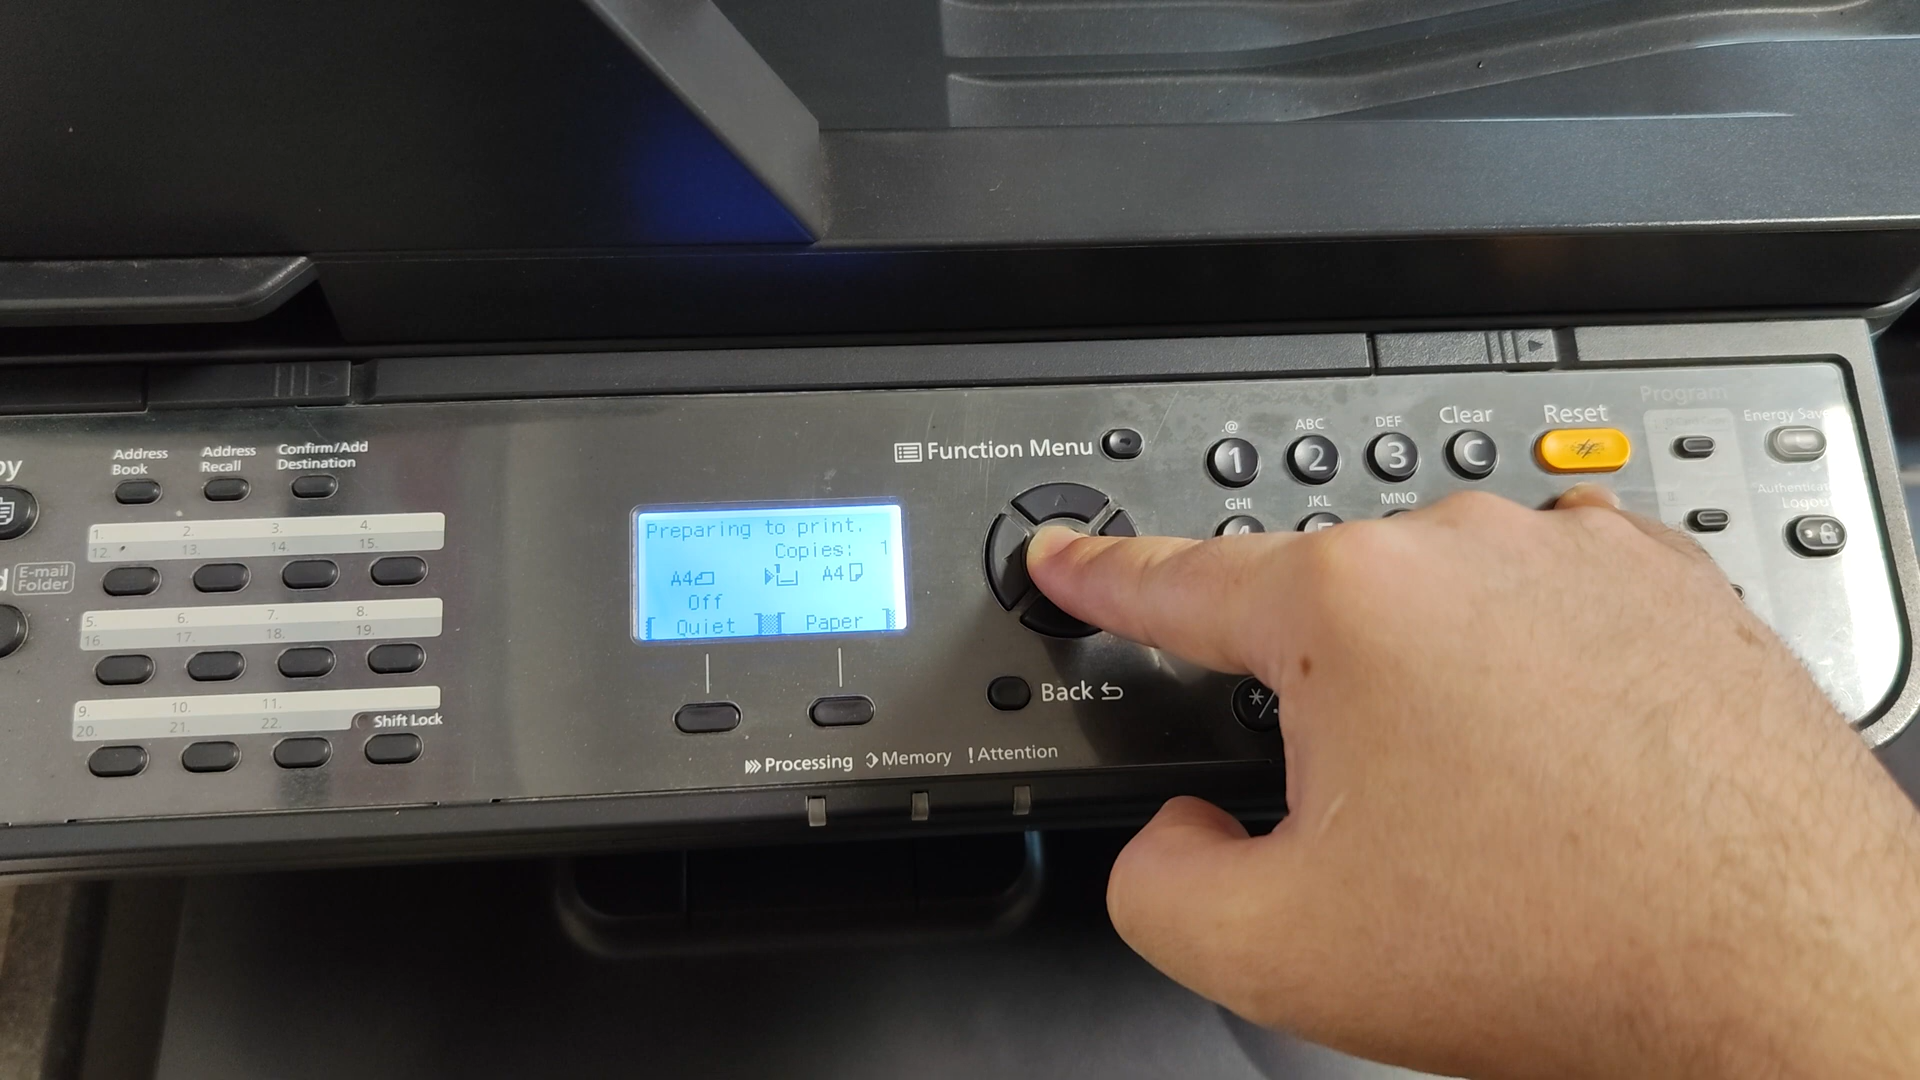 Function Menu
.@
ABC
DEF
Clear
Reset
Program
1
2
3
C
Energy
GHI
JKL
MNO
Logout
Address Book
Address Recall
Confirm/Add Destination
E-mail Folder
1. 2. 3. 4.
12. 13. 14. 15.
5. 6. 7. 8.
16. 17. 18. 19.
9. 10. 11.
20. 21. 22.
Shift Lock
Preparing to print.
Copies: 1
A4 1 A4
Off
Quiet Paper
Back
*/.
Processing Memory !Attention